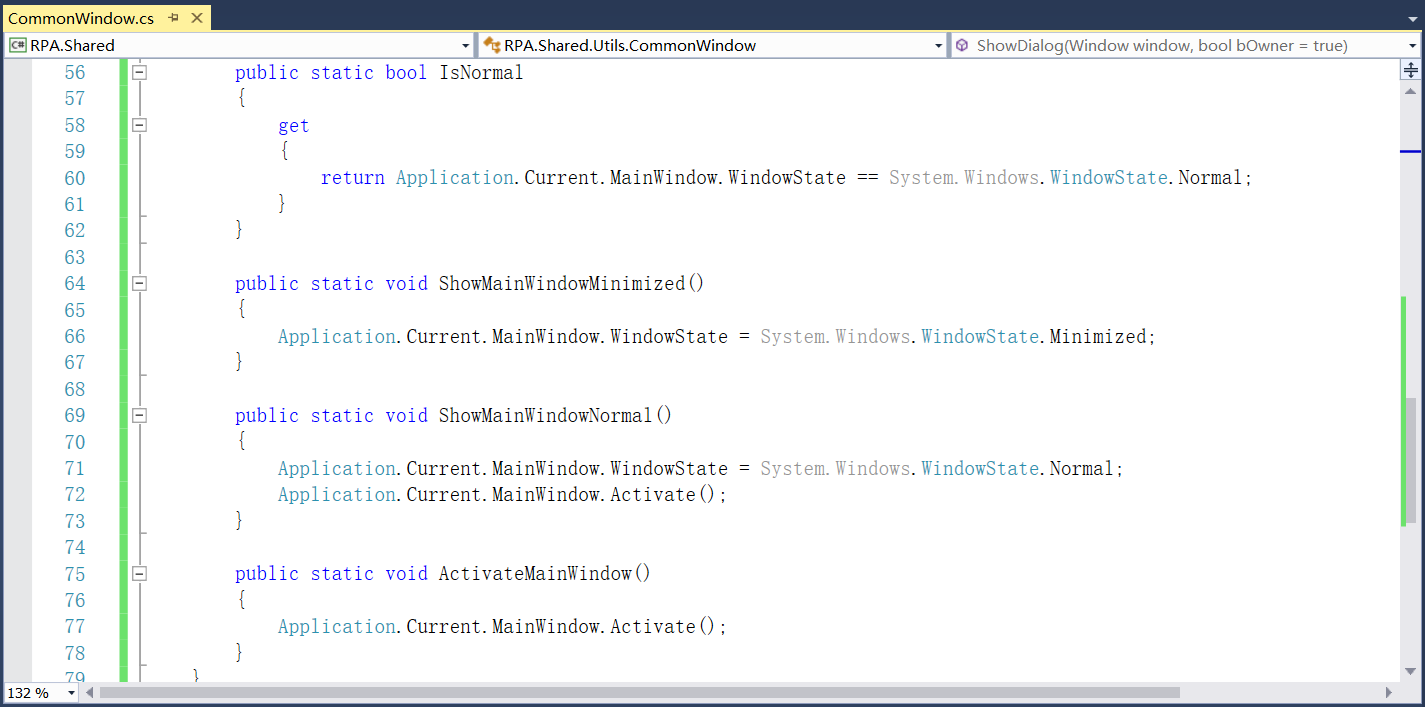 CommonWindow.cs
RPA.Shared RPA.Shared.Utils.CommonWindow ShowDialog(Window window, bool bOwner = true)
56 public static bool IsNormal
57 {
58 get
59 {
60 return Application.Current.MainWindow.WindowState == System.Windows.WindowState.Normal;
61 }
62 }
63
64 public static void ShowMainWindowMinimized()
65 {
66 Application.Current.MainWindow.WindowState = System.Windows.WindowState.Minimized;
67 }
68
69 public static void ShowMainWindowNormal()
70 {
71 Application.Current.MainWindow.WindowState = System.Windows.WindowState.Normal;
72 Application.Current.MainWindow.Activate();
73 }
74
75 public static void ActivateMainWindow()
76 {
77 Application.Current.MainWindow.Activate();
78 }
79 }
132 %